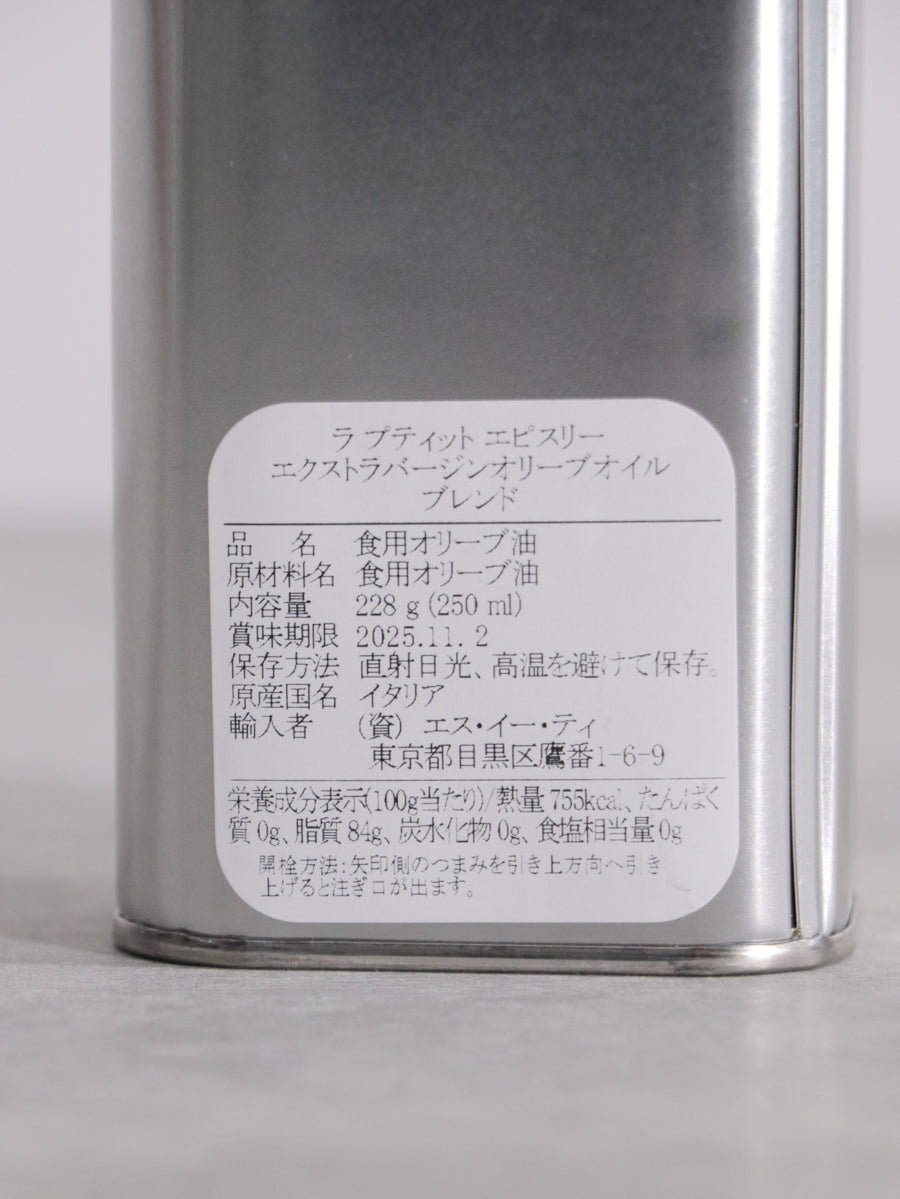 ラ プティット エピスリー
エクストラバージンオリーブオイル
ブレンド
品　名　食用オリーブ油
原材料名　食用オリーブ油
内容量　228 g (250 ml)
賞味期限　2025.11. 2
保存方法　直射日光、高温を避けて保存。
原産国名　イタリア
輸入者　(資) エス・イー・ティ
東京都目黒区鷹番1-6-9
栄養成分表示(100g当たり)/熱量 755kcal、たんぱく
質 0g、脂質 84g、炭水化物 0g、食塩相当量 0g
開栓方法:矢印側のつまみを引き上方向へ引き
上げると注ぎ口が出ます。